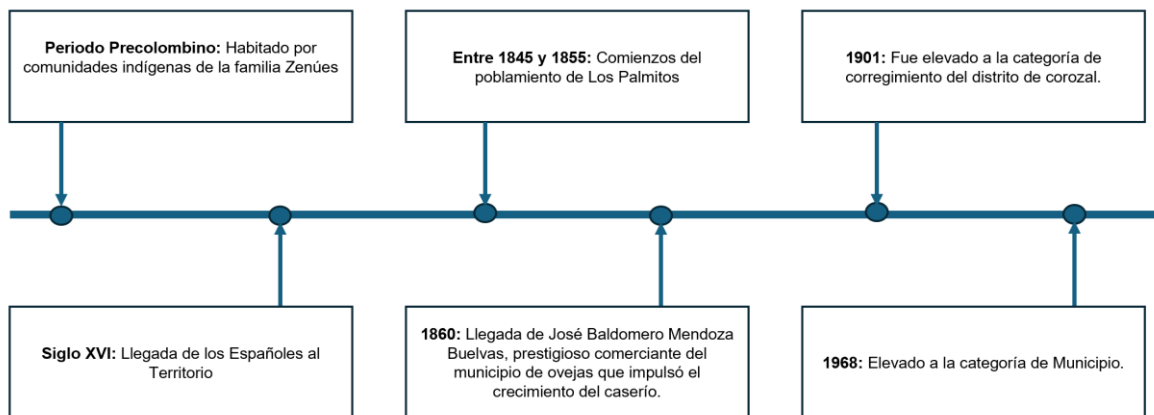 Periodo Precolombino: Habitado por
comunidades indígenas de la familia Zenúes
Entre 1845 y 1855: Comienzos del
poblamiento de Los Palmitos
1901: Fue elevado a la categoría de
corregimiento del distrito de corozal.
Siglo XVI: Llegada de los Españoles al
Territorio
1860: Llegada de José Baldomero Mendoza
Buelvas, prestigioso comerciante del
municipio de ovejas que impulsó el
crecimiento del caserío.
1968: Elevado a la categoría de Municipio.